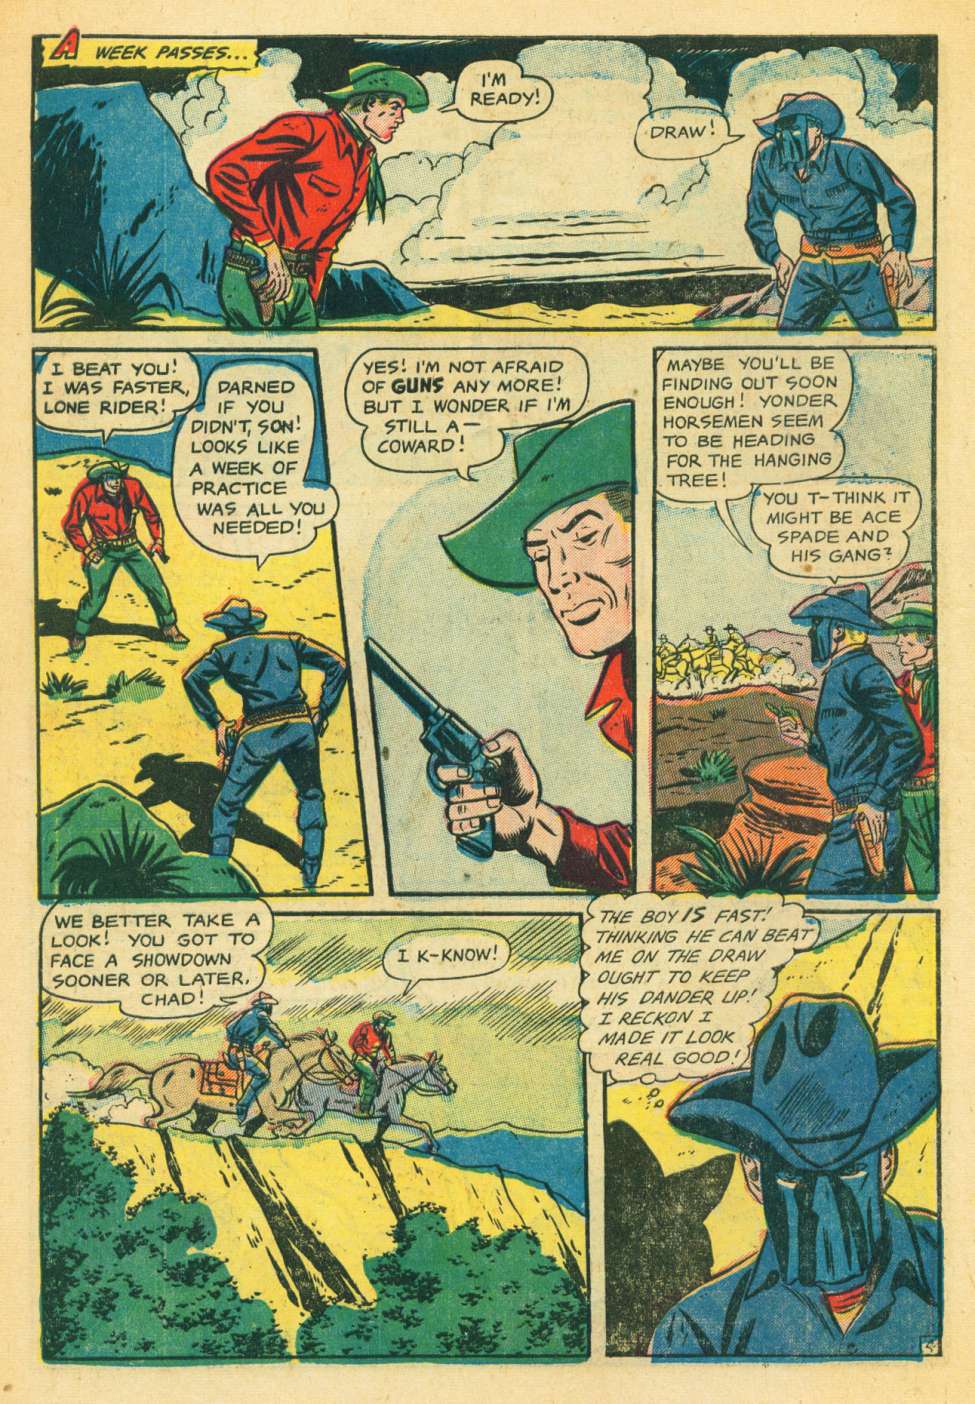 A WEEK PASSES...
I'M
READY!
DRAW!
I BEAT YOU!
I WAS FASTER,
LONE RIDER!
DARNED
IF YOU
DIDN'T, SON!
LOOKS LIKE
A WEEK OF
PRACTICE
WAS ALL YOU
NEEDED!
YES! I'M NOT AFRAID
OF GUNS ANY MORE!
BUT I WONDER IF I'M
STILL A—
COWARD!
MAYBE YOU'LL BE
FINDING OUT SOON
ENOUGH! YONDER
HORSEMEN SEEM
TO BE HEADING
FOR THE HANGING
TREE!
YOU T-THINK IT
MIGHT BE ACE
SPADE AND
HIS GANG?
WE BETTER TAKE A
LOOK! YOU GOT TO
FACE A SHOWDOWN
SOONER OR LATER,
CHAD!
I K-KNOW!
THE BOY IS FAST!
THINKING HE CAN BEAT
ME ON THE DRAW
OUGHT TO KEEP
HIS DANDER UP!
I RECKON I
MADE IT LOOK
REAL GOOD!
5